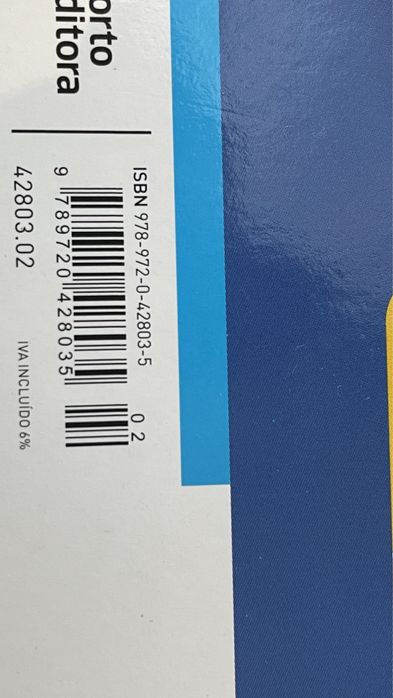 orto
ditora
ISBN 978-972-0-42803-5
0 2
9 789720 428035
42803.02
IVA INCLUÍDO 6%